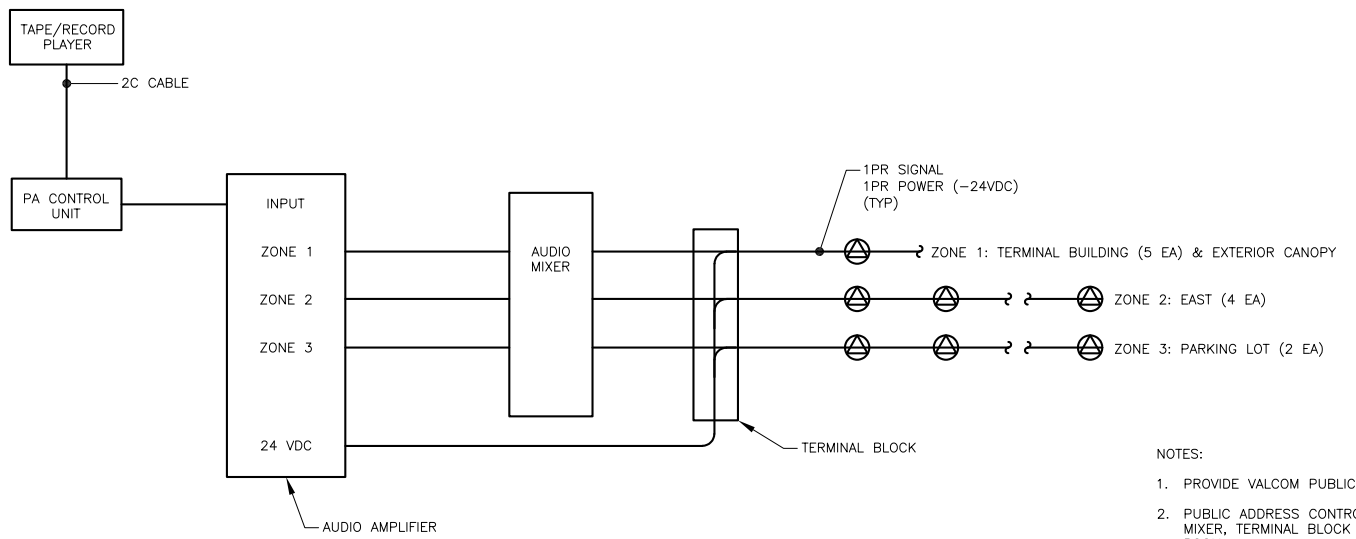 TAPE/RECORD
PLAYER
2C CABLE
PA CONTROL
UNIT
INPUT
ZONE 1
ZONE 2
ZONE 3
24 VDC
AUDIO AMPLIFIER
AUDIO
MIXER
TERMINAL BLOCK
1PR SIGNAL
1PR POWER (-24VDC)
(TYP)
ZONE 1: TERMINAL BUILDING (5 EA) & EXTERIOR CANOPY
ZONE 2: EAST (4 EA)
ZONE 3: PARKING LOT (2 EA)
NOTES:
1. PROVIDE VALCOM PUBLIC
2. PUBLIC ADDRESS CONTRO
MIXER, TERMINAL BLOCK